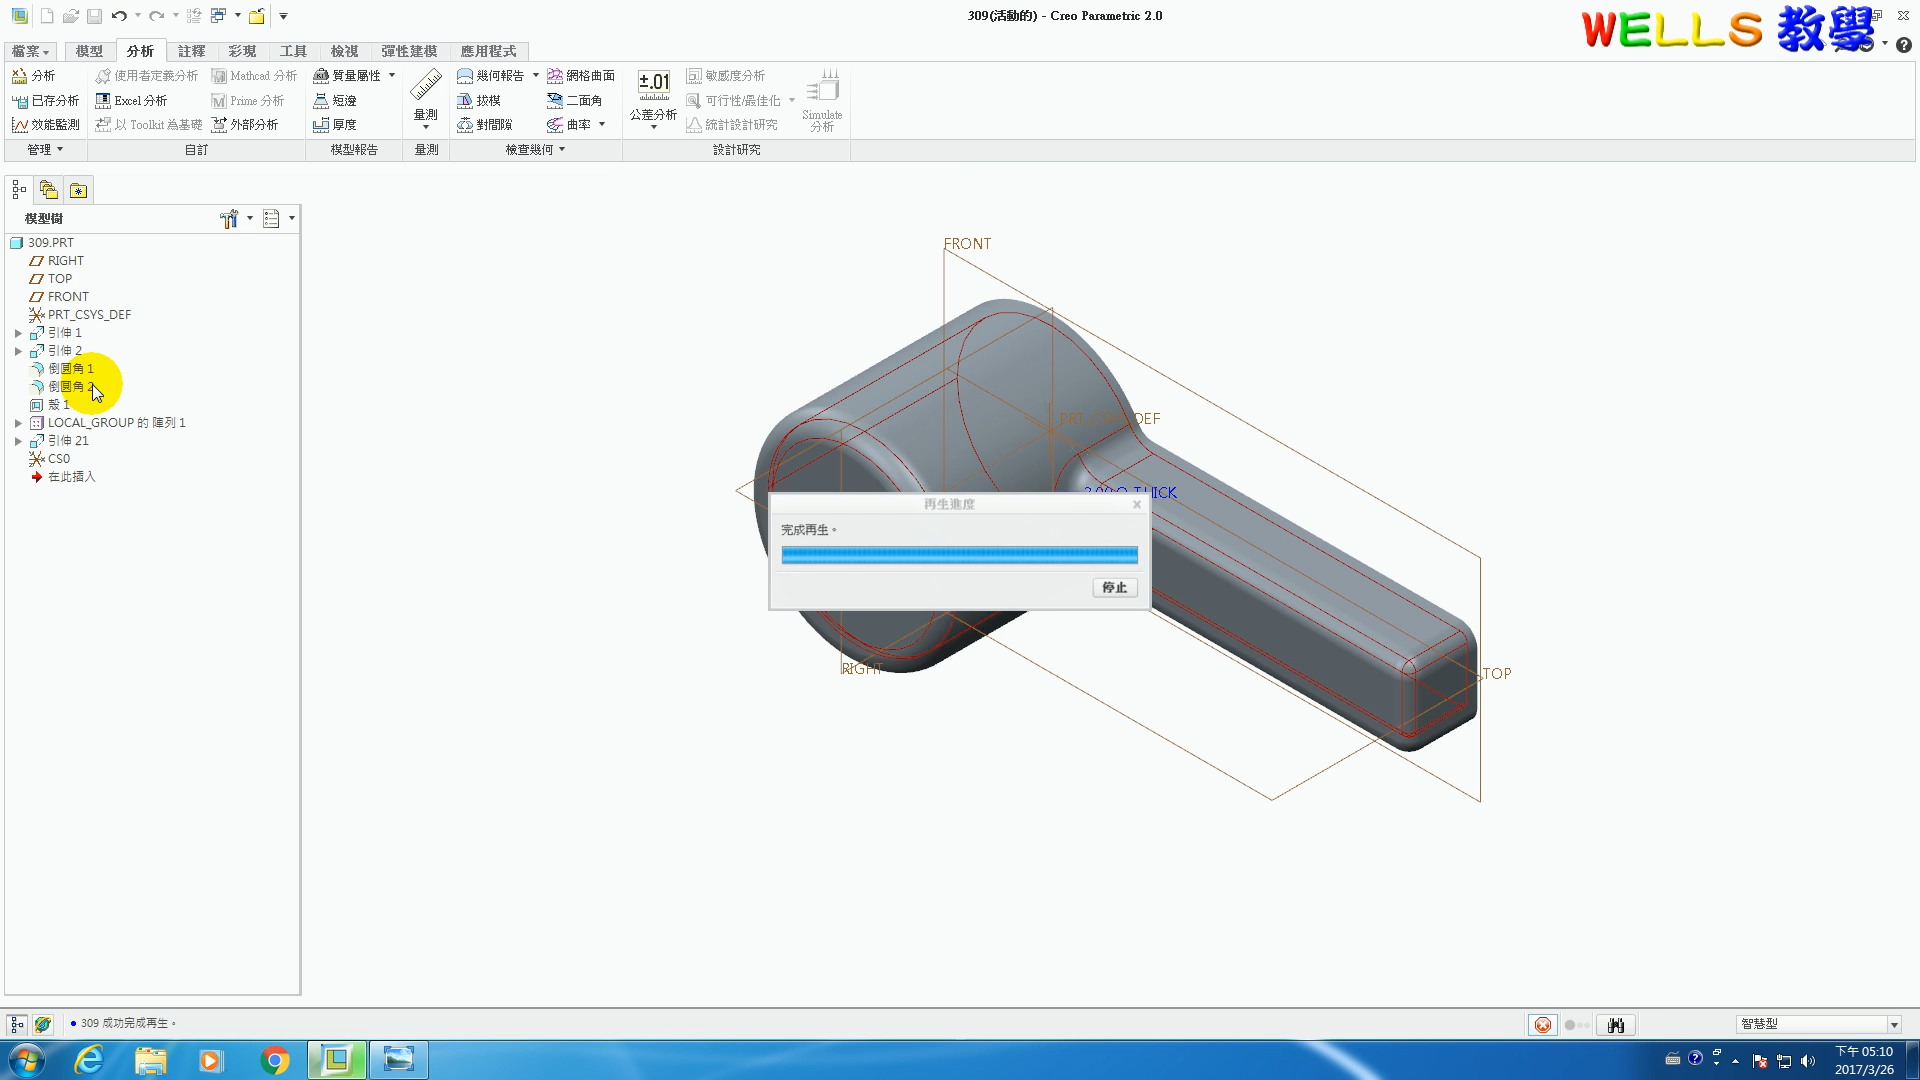 309(活動的) - Creo Parametric 2.0
WELLS 教學
檔案 模型 分析 註釋 彩現 工具 檢視 彈性建模 應用程式
分析 使用者定義分析 Mathcad 分析 質量屬性 幾何報告 網格曲面 敏感度分析
已存分析 Excel 分析 Prime 分析 短邊 拔模 二面角 可行性/最佳化
效能監測 以 Toolkit 為基礎 外部分析 厚度 對間隙 曲率 統計設計研究
量測
±.01
公差分析
Simulate
分析
管理 自訂 模型報告 量測 檢查幾何 設計研究
模型樹
309.PRT
RIGHT
TOP
FRONT
PRT_CSYS_DEF
引伸 1
引伸 2
倒圓角 1
倒圓角 2
殼 1
LOCAL_GROUP 的 陣列 1
引伸 21
CS0
在此插入
FRONT
PRT_CSYS_DEF
THICK
RIGHT
TOP
再生進度
完成再生。
停止
309 成功完成再生。
智慧型
下午 05:10
2017/3/26